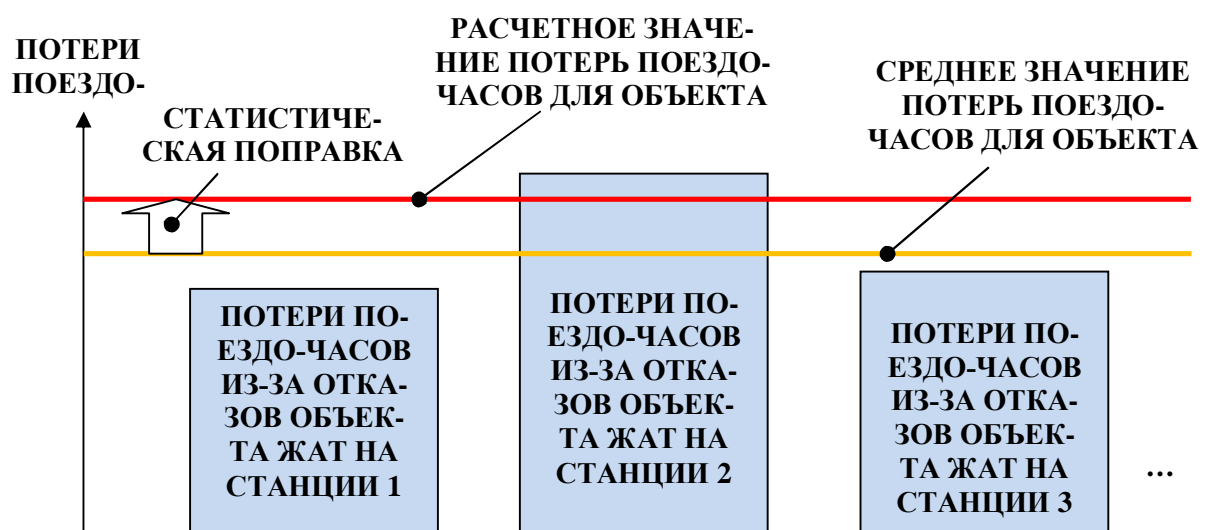 ПОТЕРИ
ПОЕЗДО-
РАСЧЕТНОЕ ЗНАЧЕ-
НИЕ ПОТЕРЬ ПОЕЗДО-
ЧАСОВ ДЛЯ ОБЪЕКТА
СРЕДНЕЕ ЗНАЧЕНИЕ
ПОТЕРЬ ПОЕЗДО-
ЧАСОВ ДЛЯ ОБЪЕКТА
СТАТИСТИЧЕ-
СКАЯ ПОПРАВКА
ПОТЕРИ ПО-
ЕЗДО-ЧАСОВ
ИЗ-ЗА ОТКА-
ЗОВ ОБЪЕК-
ТА ЖАТ НА
СТАНЦИИ 1
ПОТЕРИ ПО-
ЕЗДО-ЧАСОВ
ИЗ-ЗА ОТКА-
ЗОВ ОБЪЕК-
ТА ЖАТ НА
СТАНЦИИ 2
ПОТЕРИ ПО-
ЕЗДО-ЧАСОВ
ИЗ-ЗА ОТКА-
ЗОВ ОБЪЕК-
ТА ЖАТ НА
СТАНЦИИ 3
...